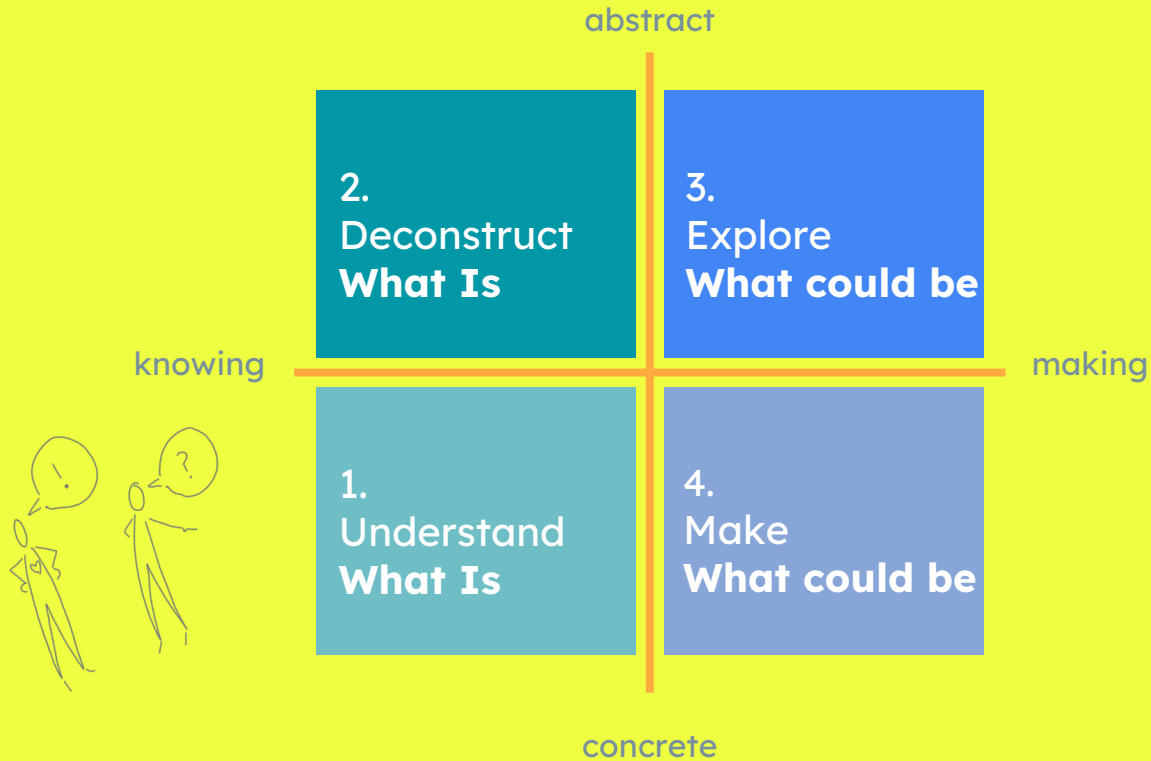 abstract
2.
Deconstruct
What Is
3.
Explore
What could be
knowing
making
!
?
1.
Understand
What Is
4.
Make
What could be
concrete